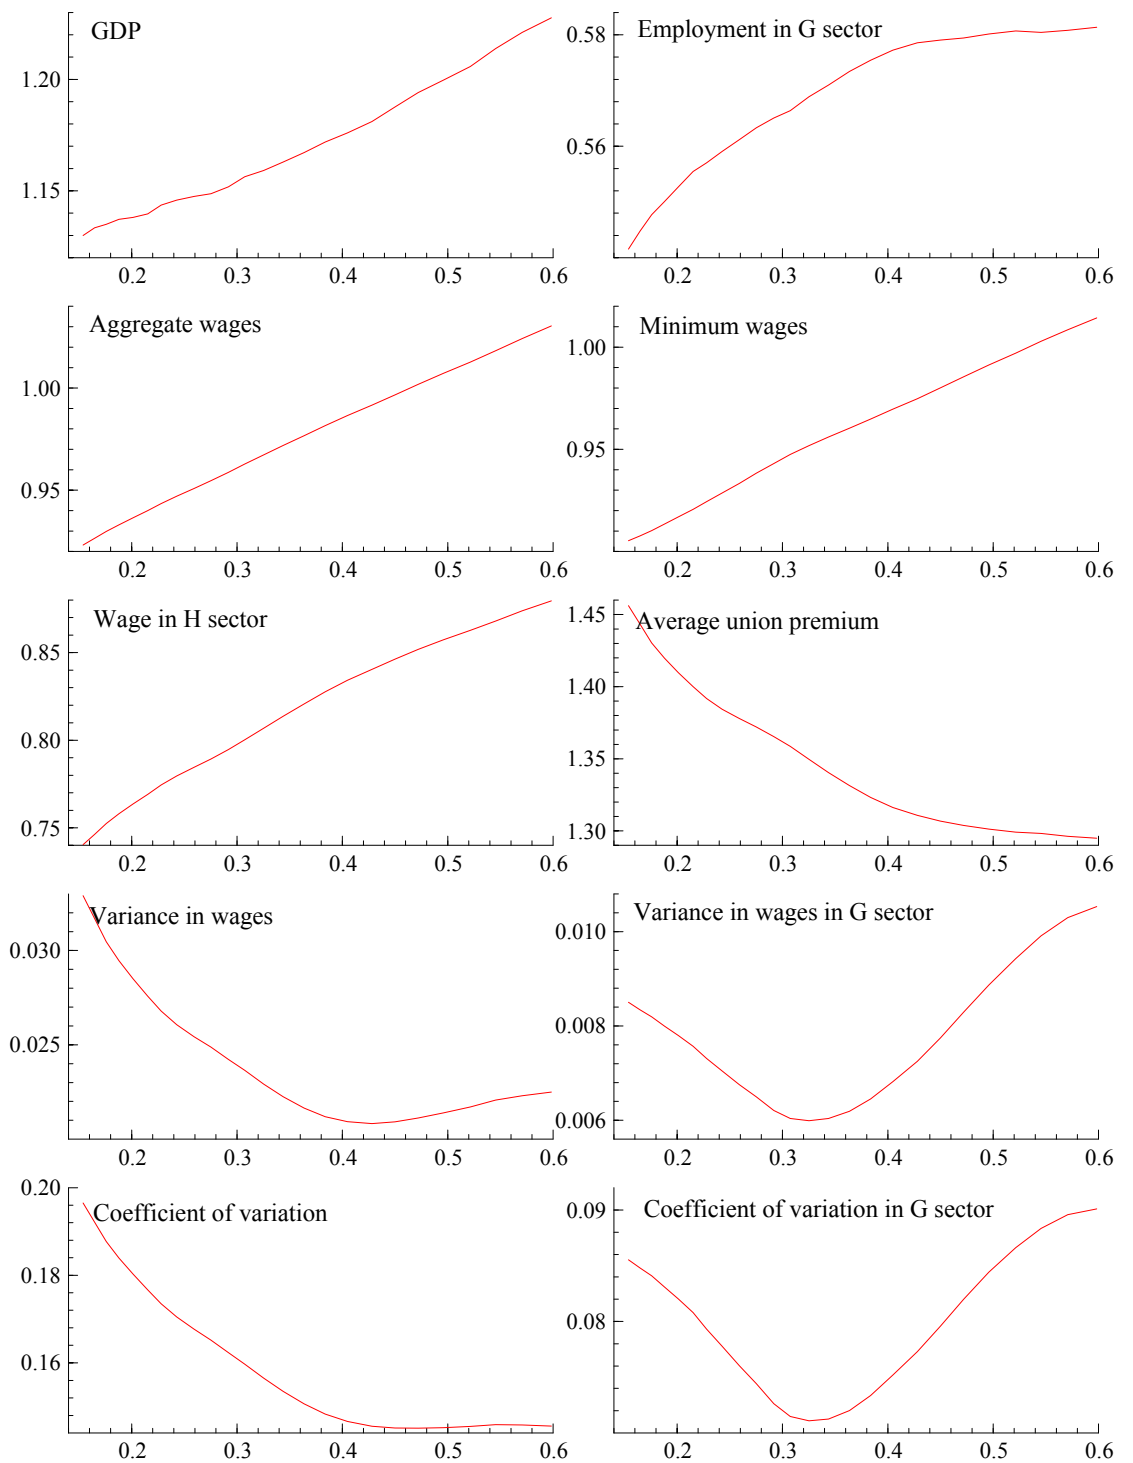 GDP
1.20
1.15
0.2 0.3 0.4 0.5 0.6
Employment in G sector
0.58
0.56
0.2 0.3 0.4 0.5 0.6
Aggregate wages
1.00
0.95
0.2 0.3 0.4 0.5 0.6
Minimum wages
1.00
0.95
0.2 0.3 0.4 0.5 0.6
Wage in H sector
0.85
0.80
0.75
0.2 0.3 0.4 0.5 0.6
1.45
Average union premium
1.40
1.35
1.30
0.2 0.3 0.4 0.5 0.6
Variance in wages
0.030
0.025
0.2 0.3 0.4 0.5 0.6
Variance in wages in G sector
0.010
0.008
0.006
0.2 0.3 0.4 0.5 0.6
0.20
Coefficient of variation
0.18
0.16
0.2 0.3 0.4 0.5 0.6
Coefficient of variation in G sector
0.09
0.08
0.2 0.3 0.4 0.5 0.6